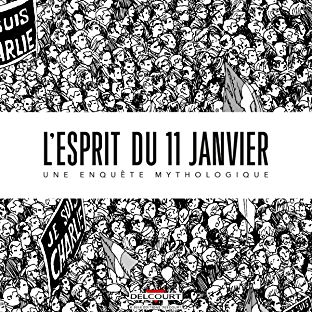 SUIS
CHARLIE
L'ESPRIT DU 11 JANVIER
UNE ENQUÊTE MYTHOLOGIQUE
JE SUIS
CHARLIE
DELCOURT